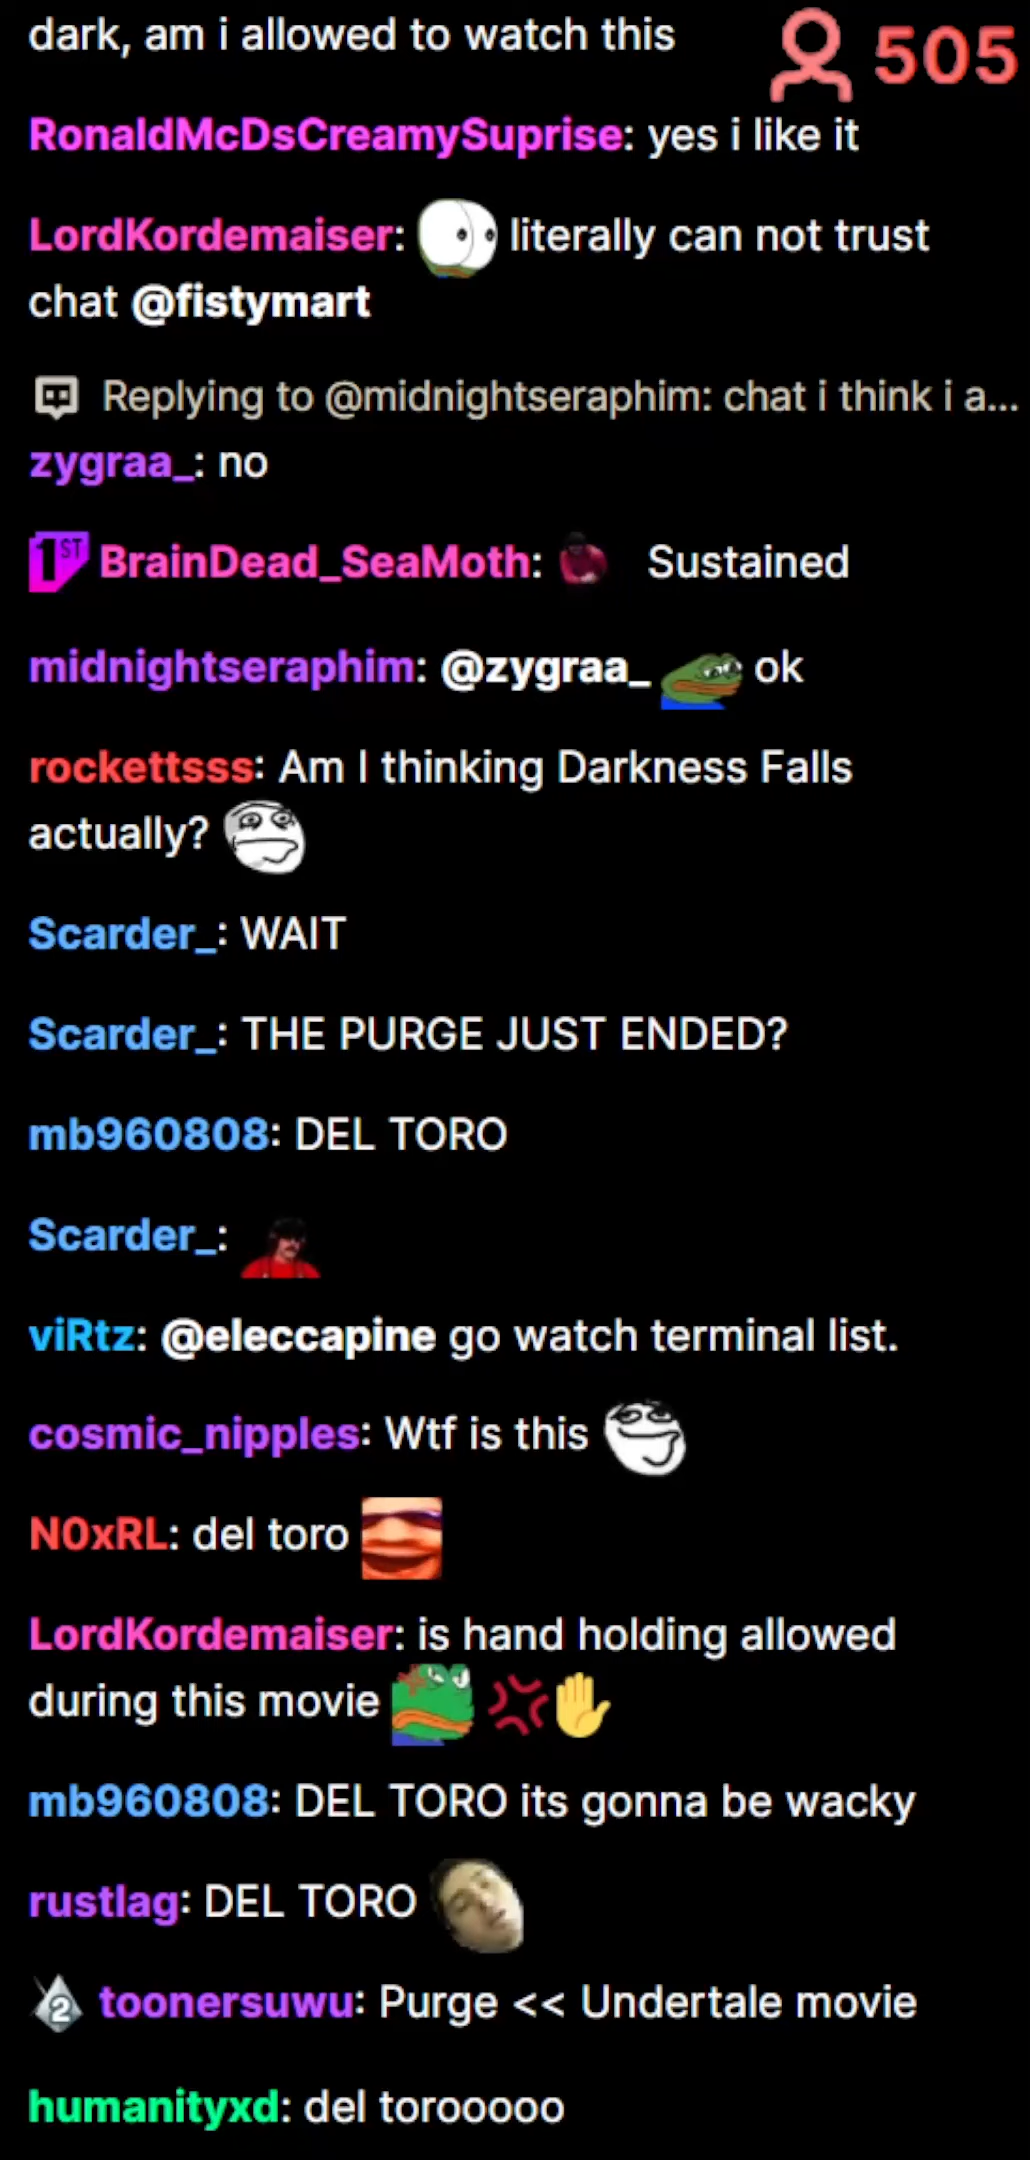 dark, am i allowed to watch this
505
RonaldMcDsCreamySuprise: yes i like it
LordKordemaiser: literally can not trust
chat @fistymart
Replying to @midnightseraphim: chat i think i a...
zygraa_: no
1ST BrainDead_SeaMoth: Sustained
midnightseraphim: @zygraa_ ok
rockettsss: Am I thinking Darkness Falls
actually?
Scarder_: WAIT
Scarder_: THE PURGE JUST ENDED?
mb960808: DEL TORO
Scarder_:
viRtz: @eleccapine go watch terminal list.
cosmic_nipples: Wtf is this
N0xRL: del toro
LordKordemaiser: is hand holding allowed
during this movie 💢✋
mb960808: DEL TORO its gonna be wacky
rustlag: DEL TORO
2 toonersuwu: Purge << Undertale movie
humanityxd: del torooooo